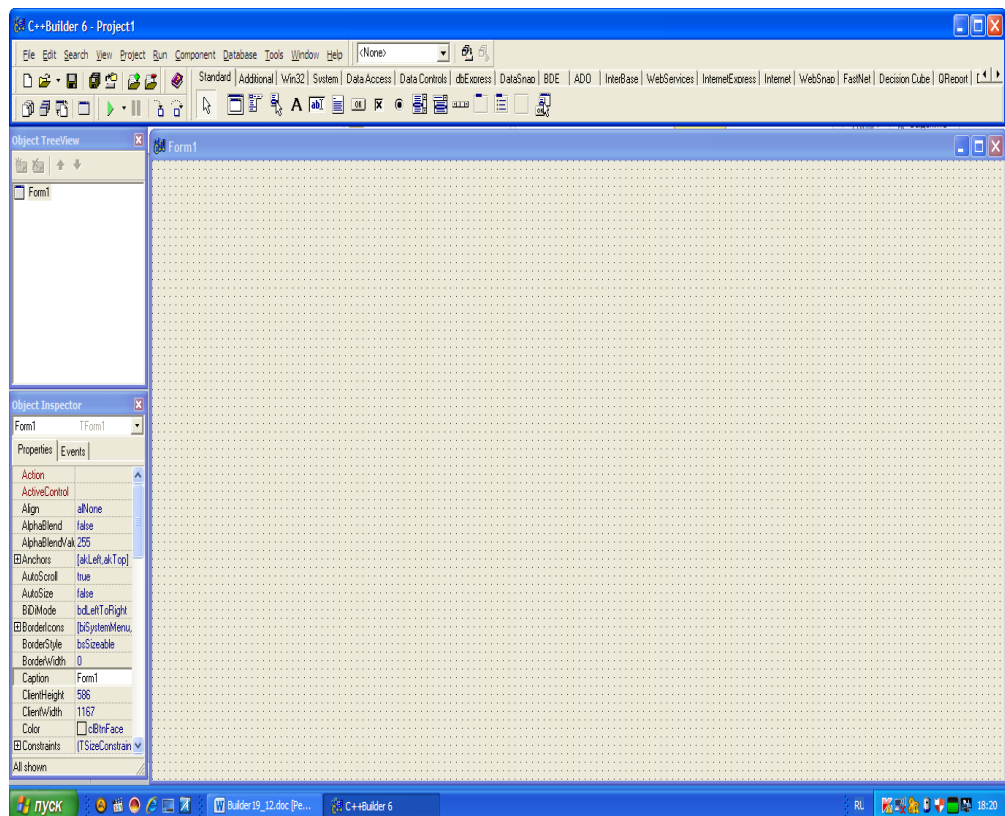 C++Builder 6 - Project1
File Edit Search View Project Run Component Database Tools Window Help <None>
Standard Additional Win32 System Data Access Data Controls dbExpress DataSnap BDE ADO InterBase WebServices InternetExpress Internet WebSnap FastNet Decision Cube QReport
Object TreeView
Form1
Form1
Object Inspector
Form1 TForm1
Properties Events
Action
ActiveControl
Align alNone
AlphaBlend false
AlphaBlendVal 255
Anchors [akLeft,akTop]
AutoScroll true
AutoSize false
BiDiMode bdLeftToRight
BorderIcons [biSystemMenu,
BorderStyle bsSizeable
BorderWidth 0
Caption Form1
ClientHeight 586
ClientWidth 1167
Color clBtnFace
Constraints (TSizeConstrain
All shown
пуск Builder19_12.doc [Ре... C++Builder 6 RU 18:20